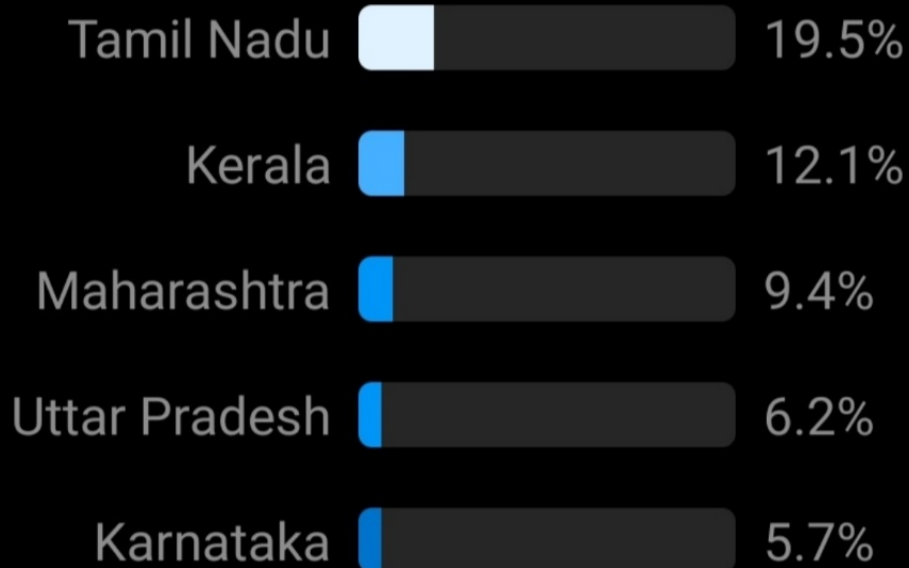 Tamil Nadu 19.5%
Kerala 12.1%
Maharashtra 9.4%
Uttar Pradesh 6.2%
Karnataka 5.7%